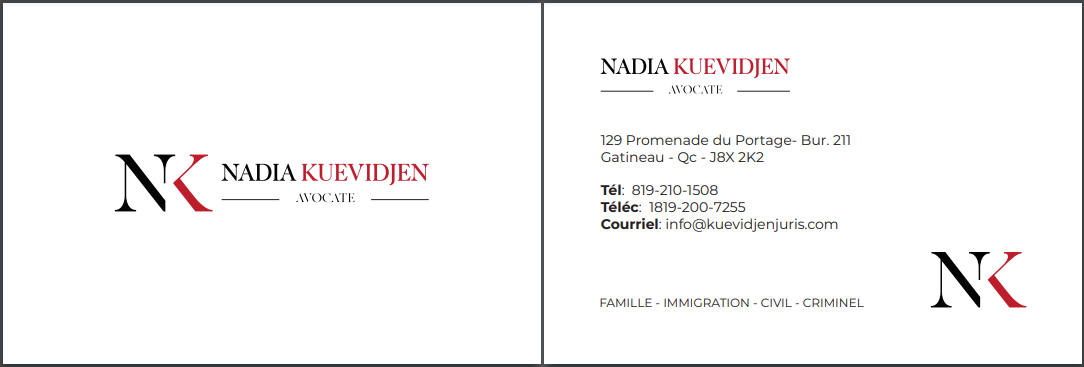 NK
NADIA KUEVIDJEN
AVOCATE
NADIA KUEVIDJEN
AVOCATE
129 Promenade du Portage- Bur. 211
Gatineau - Qc - J8X 2K2
Tél: 819-210-1508
Téléc: 1819-200-7255
Courriel: info@kuevidjenjuris.com
FAMILLE - IMMIGRATION - CIVIL - CRIMINEL
NK